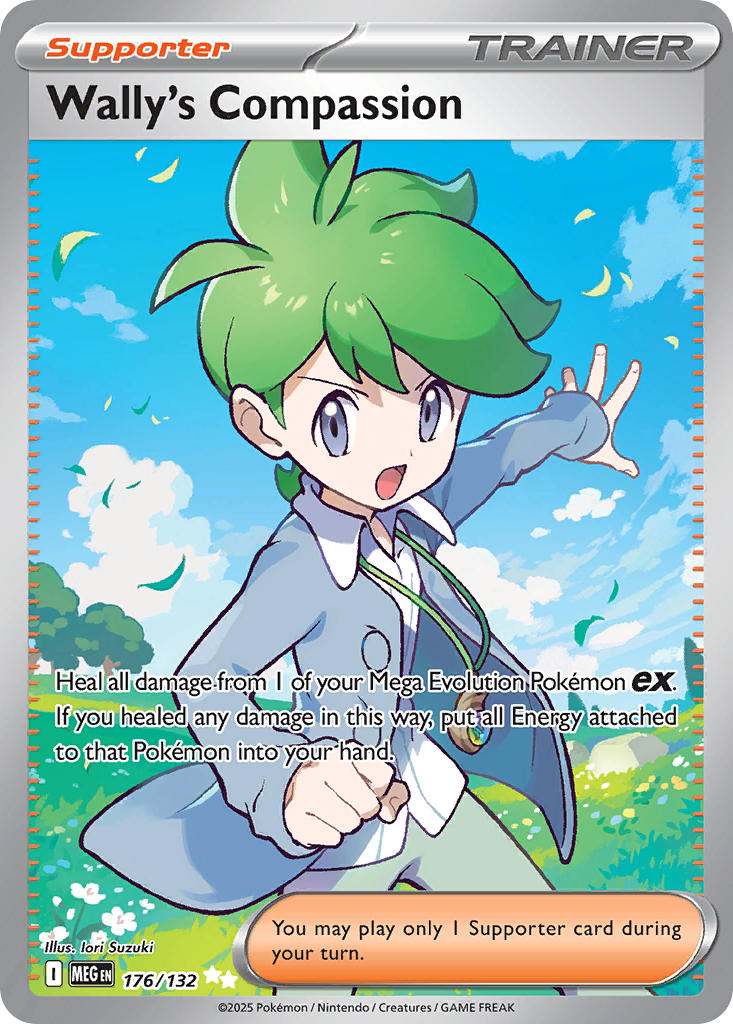 Supporter
TRAINER
Wally's Compassion
Heal all damage from 1 of your Mega Evolution Pokémon ex.
If you healed any damage in this way, put all Energy attached
to that Pokémon into your hand.
Illus. Iori Suzuki
You may play only 1 Supporter card during
your turn.
I MEG EN 176/132
©2025 Pokémon / Nintendo / Creatures / GAME FREAK